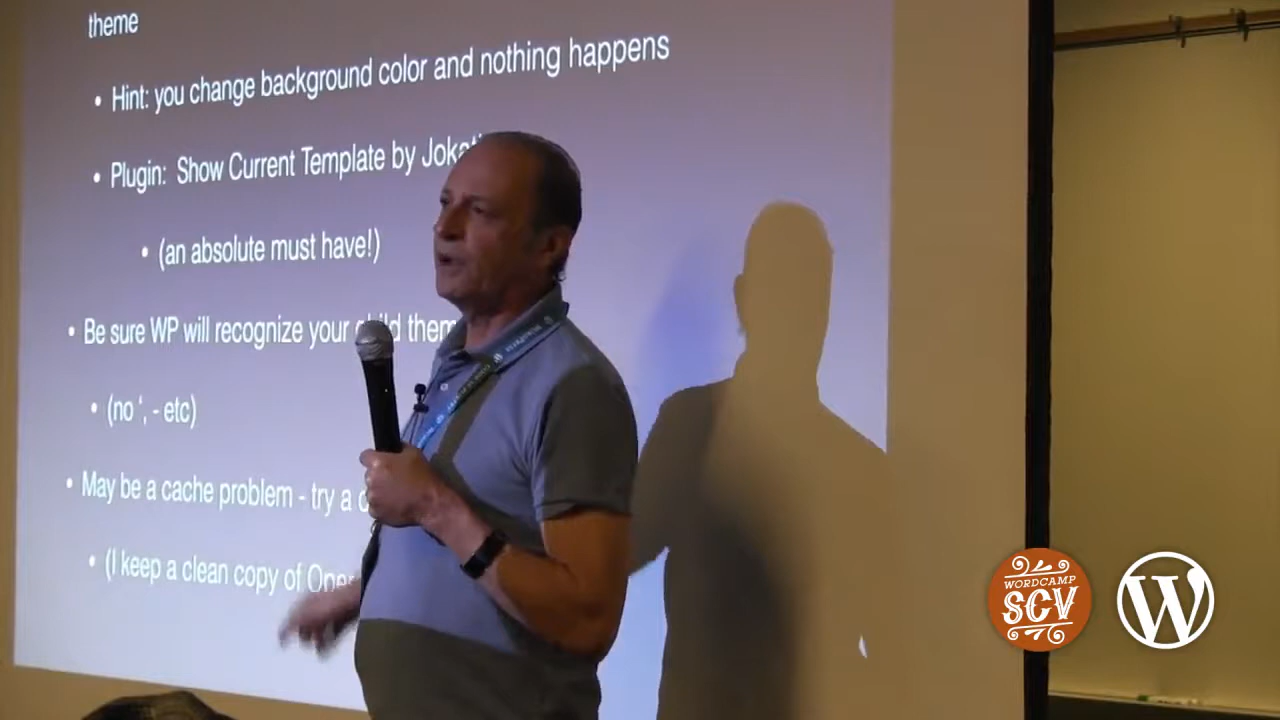 theme
• Hint: you change background color and nothing happens
• Plugin: Show Current Template by
• (an absolute must have!)
• Be sure WP will recognize your child
• (no ‘, - etc)
• May be a cache problem - try a
• (I keep a clean copy of
WORDCAMP
SCV
W